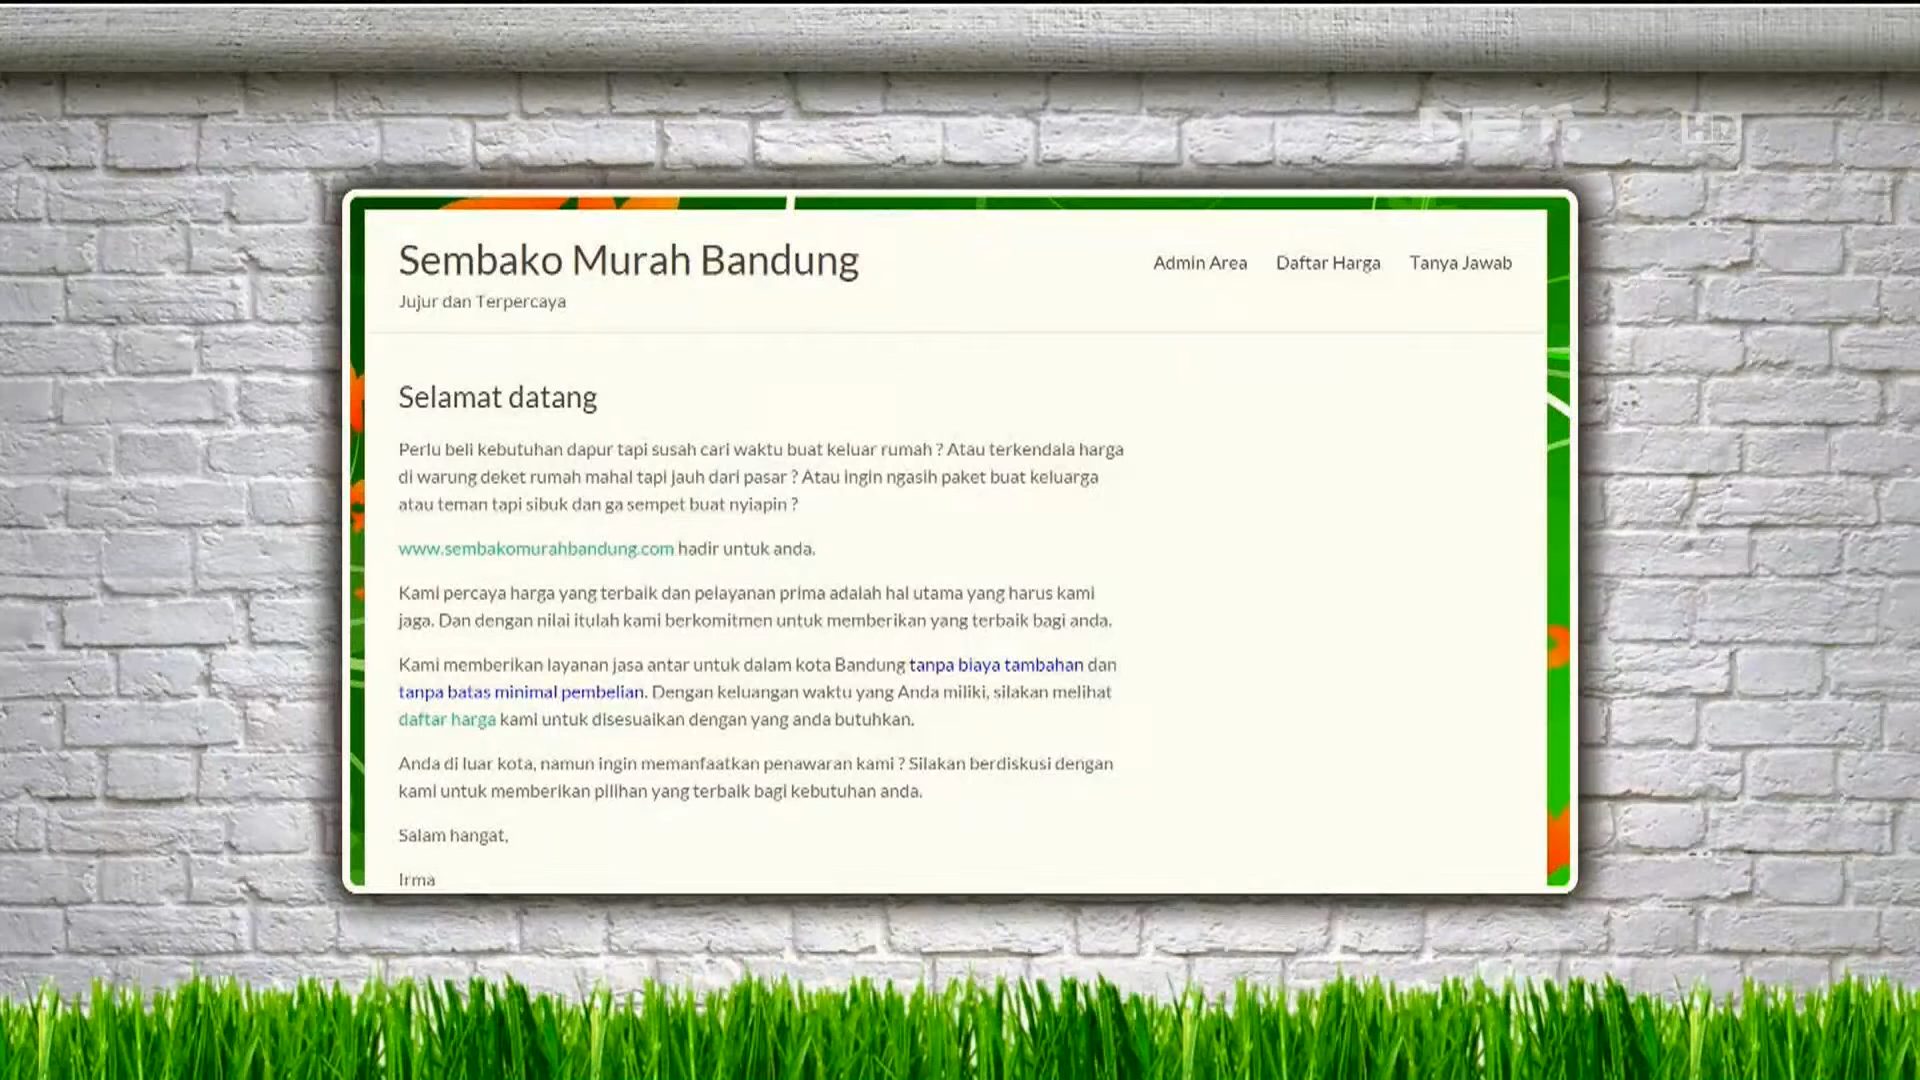 NET.
HD
Sembako Murah Bandung
Admin Area Daftar Harga Tanya Jawab
Jujur dan Terpercaya
Selamat datang
Perlu beli kebutuhan dapur tapi susah cari waktu buat keluar rumah ? Atau terkendala harga
di warung deket rumah mahal tapi jauh dari pasar ? Atau ingin ngasih paket buat keluarga
atau teman tapi sibuk dan ga sempet buat nyiapin ?
www.sembakomurahbandung.com hadir untuk anda.
Kami percaya harga yang terbaik dan pelayanan prima adalah hal utama yang harus kami
jaga. Dan dengan nilai itulah kami berkomitmen untuk memberikan yang terbaik bagi anda.
Kami memberikan layanan jasa antar untuk dalam kota Bandung tanpa biaya tambahan dan
tanpa batas minimal pembelian. Dengan keluangan waktu yang Anda miliki, silakan melihat
daftar harga kami untuk disesuaikan dengan yang anda butuhkan.
Anda di luar kota, namun ingin memanfaatkan penawaran kami ? Silakan berdiskusi dengan
kami untuk memberikan pilihan yang terbaik bagi kebutuhan anda.
Salam hangat,
Irma